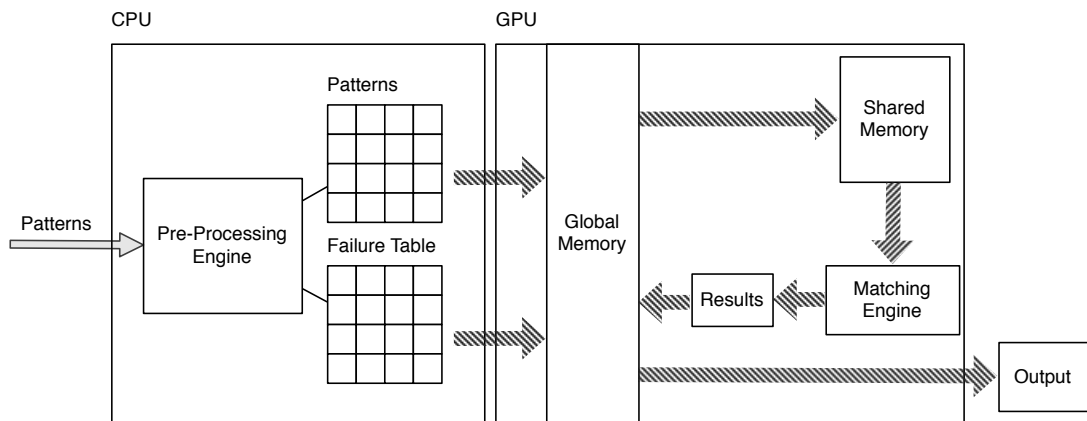 CPU
GPU
Patterns
Patterns
Pre-Processing
Engine
Failure Table
Global
Memory
Shared
Memory
Matching
Engine
Results
Output